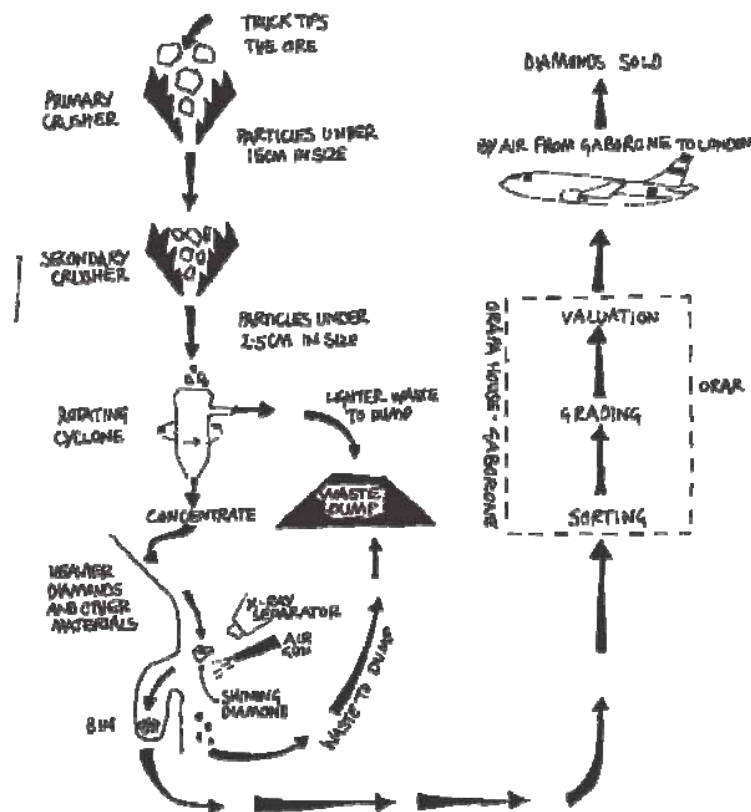 TRUCK TIPS
THE ORE
PRIMARY
CRUSHER
PARTICLES UNDER
15CM IN SIZE
SECONDARY
CRUSHER
PARTICLES UNDER
2.5CM IN SIZE
ROTATING
CYCLONE
LIGHTER WASTE
TO DUMP
WASTE
DUMP
CONCENTRATE
HEAVIER
DIAMONDS
AND OTHER
MATERIALS
X-RAY
SEPARATOR
AIR
GUN
SHINING
DIAMOND
BIN
WASTE TO DUMP
DIAMONDS SOLD
BY AIR FROM GABORONE TO LONDON
VALUATION
GRADING
SORTING
ORAPA HOUSE - GABORONE
ORAR